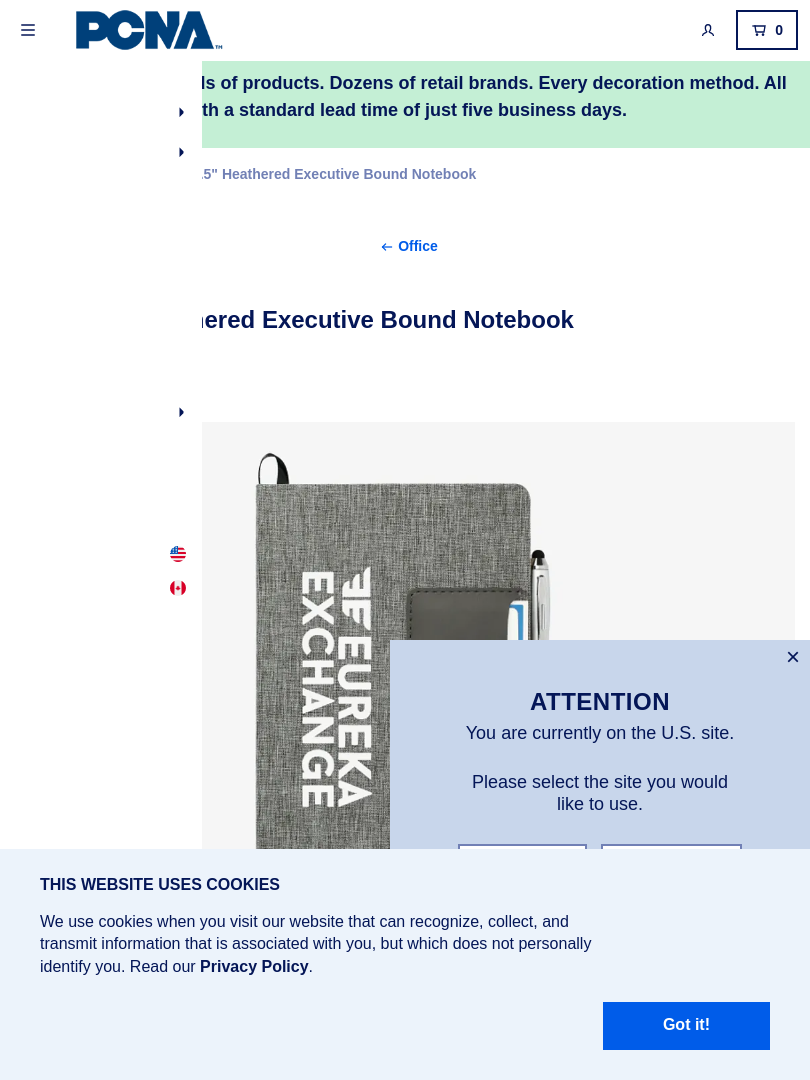 PCNA™
0
of products. Dozens of retail brands. Every decoration method. All
a standard lead time of just five business days.
.5" Heathered Executive Bound Notebook
← Office
Executive Bound Notebook
EUREKA
EXCHANGE
ATTENTION
You are currently on the U.S. site.
Please select the site you would
like to use.
THIS WEBSITE USES COOKIES
We use cookies when you visit our website that can recognize, collect, and
transmit information that is associated with you, but which does not personally
identify you. Read our Privacy Policy.
Got it!